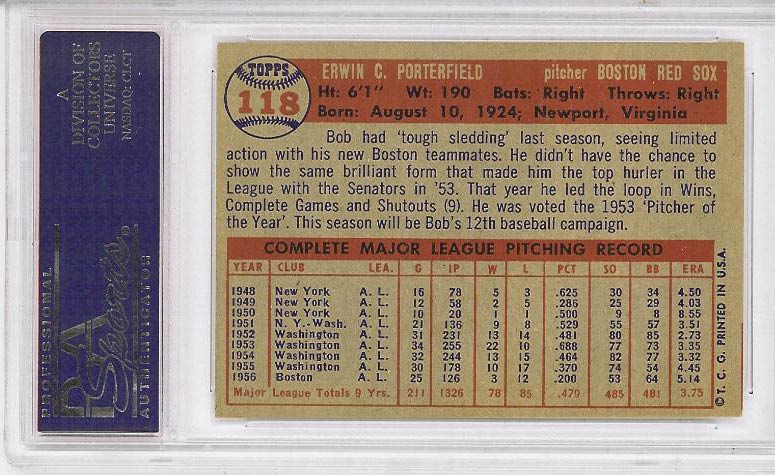 A
DIVISION OF
COLLECTORS
UNIVERSE
NASDAQ: CLCT
PROFESSIONAL
PSA
Sports
AUTHENTICATOR
TOPPS
118
ERWIN C. PORTERFIELD pitcher BOSTON RED SOX
Ht: 6'1" Wt: 190 Bats: Right Throws: Right
Born: August 10, 1924; Newport, Virginia
Bob had 'tough sledding' last season, seeing limited
action with his new Boston teammates. He didn't have the chance to
show the same brilliant form that made him the top hurler in the
League with the Senators in '53. That year he led the loop in Wins,
Complete Games and Shutouts (9). He was voted the 1953 'Pitcher of
the Year'. This season will be Bob's 12th baseball campaign.
COMPLETE MAJOR LEAGUE PITCHING RECORD
YEAR CLUB LEA. G IP W L PCT SO BB ERA
1948 New York A. L. 16 78 5 3 .625 30 34 4.50
1949 New York A. L. 12 58 2 5 .286 25 29 4.03
1950 New York A. L. 10 20 1 1 .500 9 8 8.55
1951 N. Y.-Wash. A. L. 21 136 9 8 .529 55 57 3.51
1952 Washington A. L. 31 231 13 14 .481 80 85 2.73
1953 Washington A. L. 34 255 22 10 .688 77 73 3.35
1954 Washington A. L. 32 244 13 15 .464 82 77 3.32
1955 Washington A. L. 30 178 10 17 .370 74 54 4.45
1956 Boston A. L. 25 126 3 12 .200 53 64 5.14
Major League Totals 9 Yrs. 211 1326 78 85 .479 485 481 3.75
© T. C. G. PRINTED IN U.S.A.